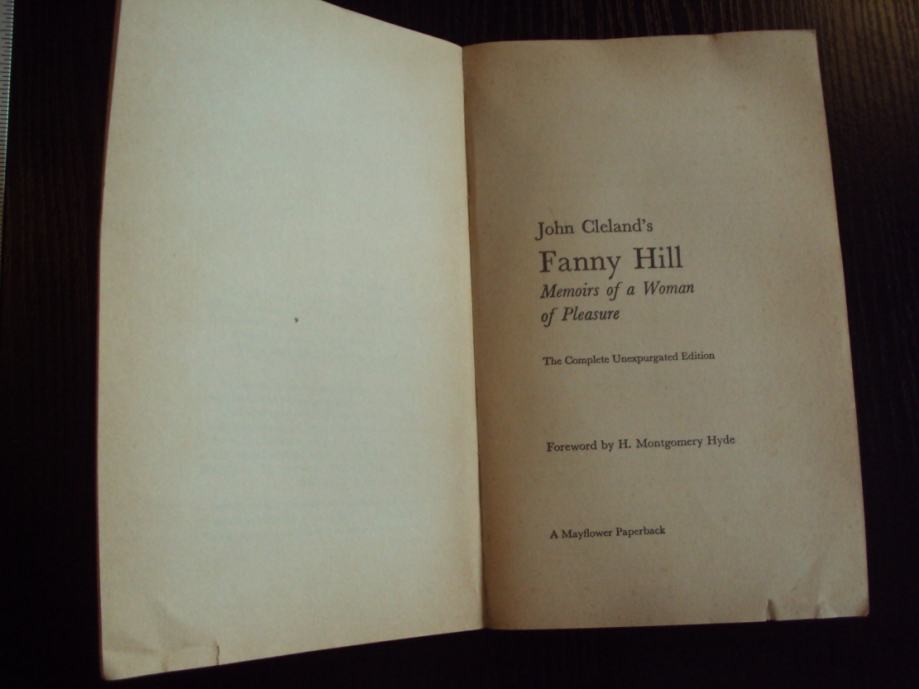 John Cleland's
Fanny Hill
Memoirs of a Woman
of Pleasure
The Complete Unexpurgated Edition
Foreword by H. Montgomery Hyde
A Mayflower Paperback